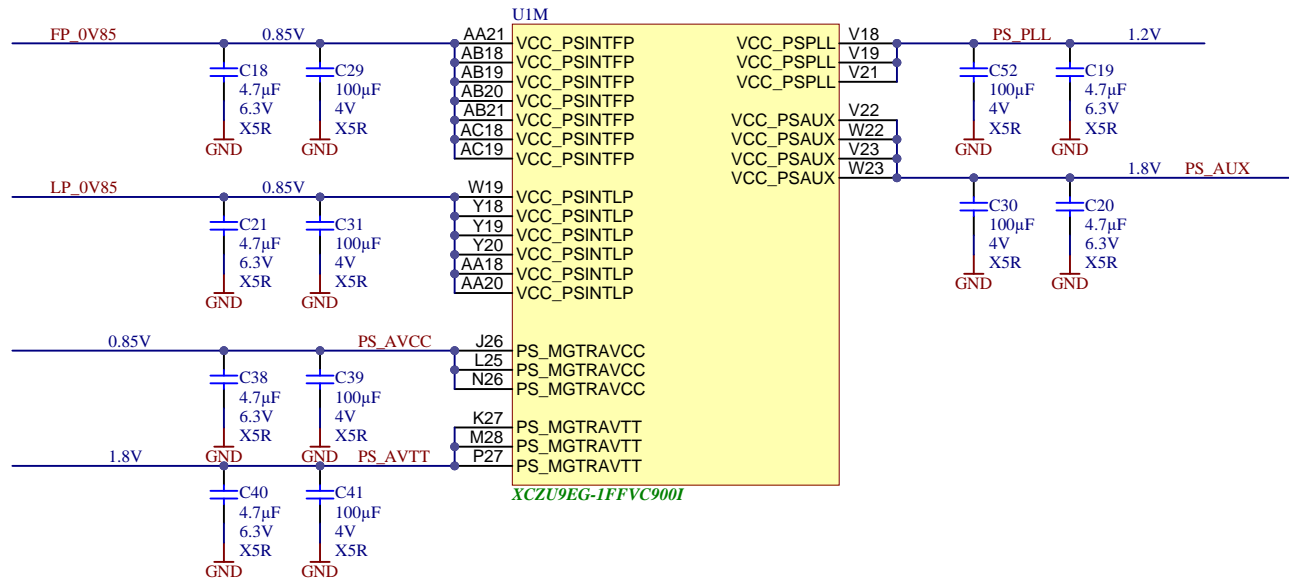 U1M
FP_0V85
0.85V
AA21
VCC_PSINTFP
AB18
VCC_PSINTFP
AB19
VCC_PSINTFP
AB20
VCC_PSINTFP
AB21
VCC_PSINTFP
AC18
VCC_PSINTFP
AC19
VCC_PSINTFP
C18
4.7µF
6.3V
X5R
GND
C29
100µF
4V
X5R
GND
LP_0V85
0.85V
W19
VCC_PSINTLP
Y18
VCC_PSINTLP
Y19
VCC_PSINTLP
Y20
VCC_PSINTLP
AA18
VCC_PSINTLP
AA20
VCC_PSINTLP
C21
4.7µF
6.3V
X5R
GND
C31
100µF
4V
X5R
GND
0.85V
PS_AVCC
J26
PS_MGTRAVCC
L25
PS_MGTRAVCC
N26
PS_MGTRAVCC
C38
4.7µF
6.3V
X5R
GND
C39
100µF
4V
X5R
GND
K27
PS_MGTRAVTT
M28
PS_MGTRAVTT
1.8V
PS_AVTT
P27
PS_MGTRAVTT
C40
4.7µF
6.3V
X5R
GND
C41
100µF
4V
X5R
GND
VCC_PSPLL
V18
PS_PLL
1.2V
VCC_PSPLL
V19
VCC_PSPLL
V21
C52
100µF
4V
X5R
GND
C19
4.7µF
6.3V
X5R
GND
VCC_PSAUX
V22
VCC_PSAUX
W22
VCC_PSAUX
V23
VCC_PSAUX
W23
1.8V
PS_AUX
C30
100µF
4V
X5R
GND
C20
4.7µF
6.3V
X5R
GND
XCZU9EG-1FFVC900I